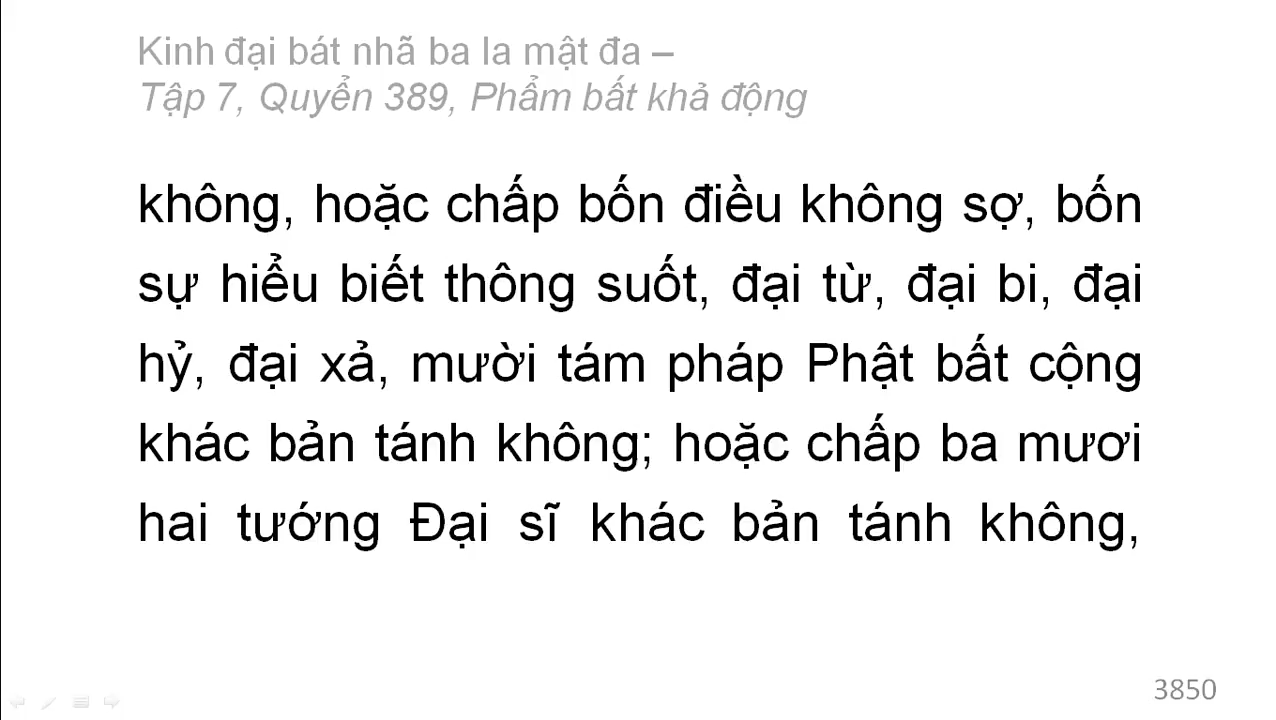 Kinh đại bát nhã ba la mật đa –
Tập 7, Quyển 389, Phẩm bất khả động
không, hoặc chấp bốn điều không sợ, bốn
sự hiểu biết thông suốt, đại từ, đại bi, đại
hỷ, đại xả, mười tám pháp Phật bất cộng
khác bản tánh không; hoặc chấp ba mươi
hai tướng Đại sĩ khác bản tánh không,
3850